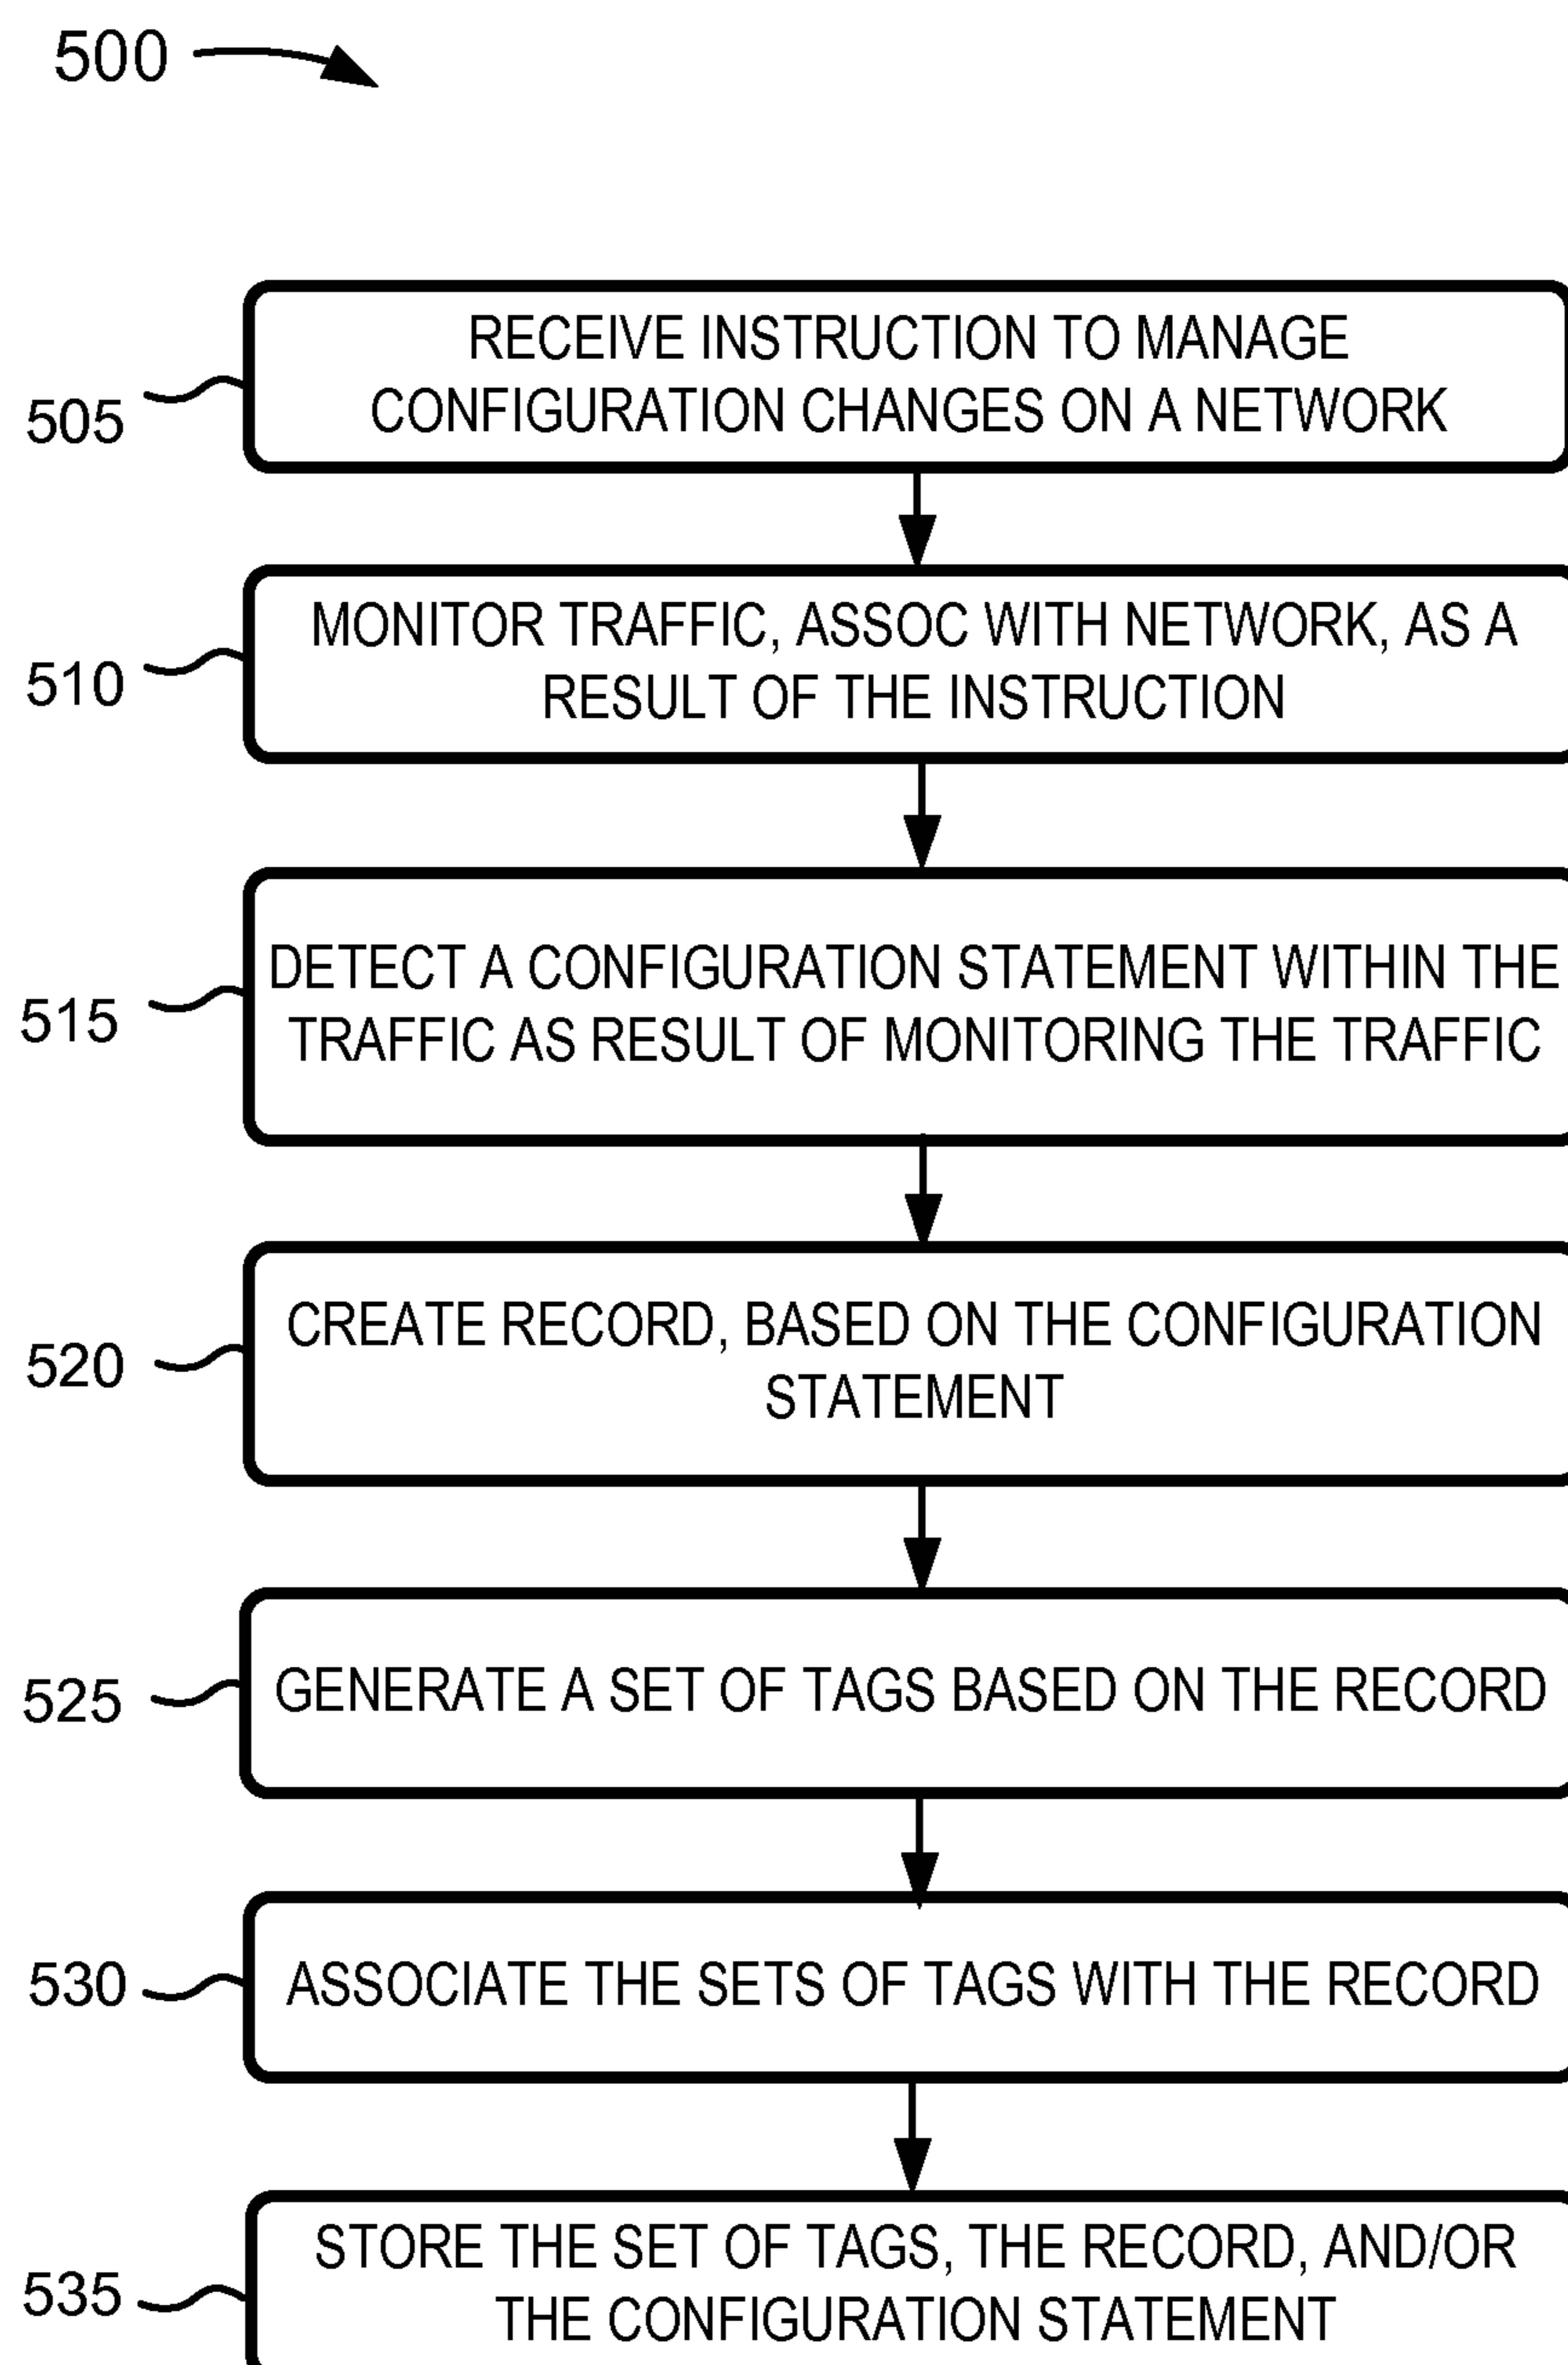 500
505
RECEIVE INSTRUCTION TO MANAGE
CONFIGURATION CHANGES ON A NETWORK
510
MONITOR TRAFFIC, ASSOC WITH NETWORK, AS A
RESULT OF THE INSTRUCTION
515
DETECT A CONFIGURATION STATEMENT WITHIN THE
TRAFFIC AS RESULT OF MONITORING THE TRAFFIC
520
CREATE RECORD, BASED ON THE CONFIGURATION
STATEMENT
525
GENERATE A SET OF TAGS BASED ON THE RECORD
530
ASSOCIATE THE SETS OF TAGS WITH THE RECORD
535
STORE THE SET OF TAGS, THE RECORD, AND/OR
THE CONFIGURATION STATEMENT